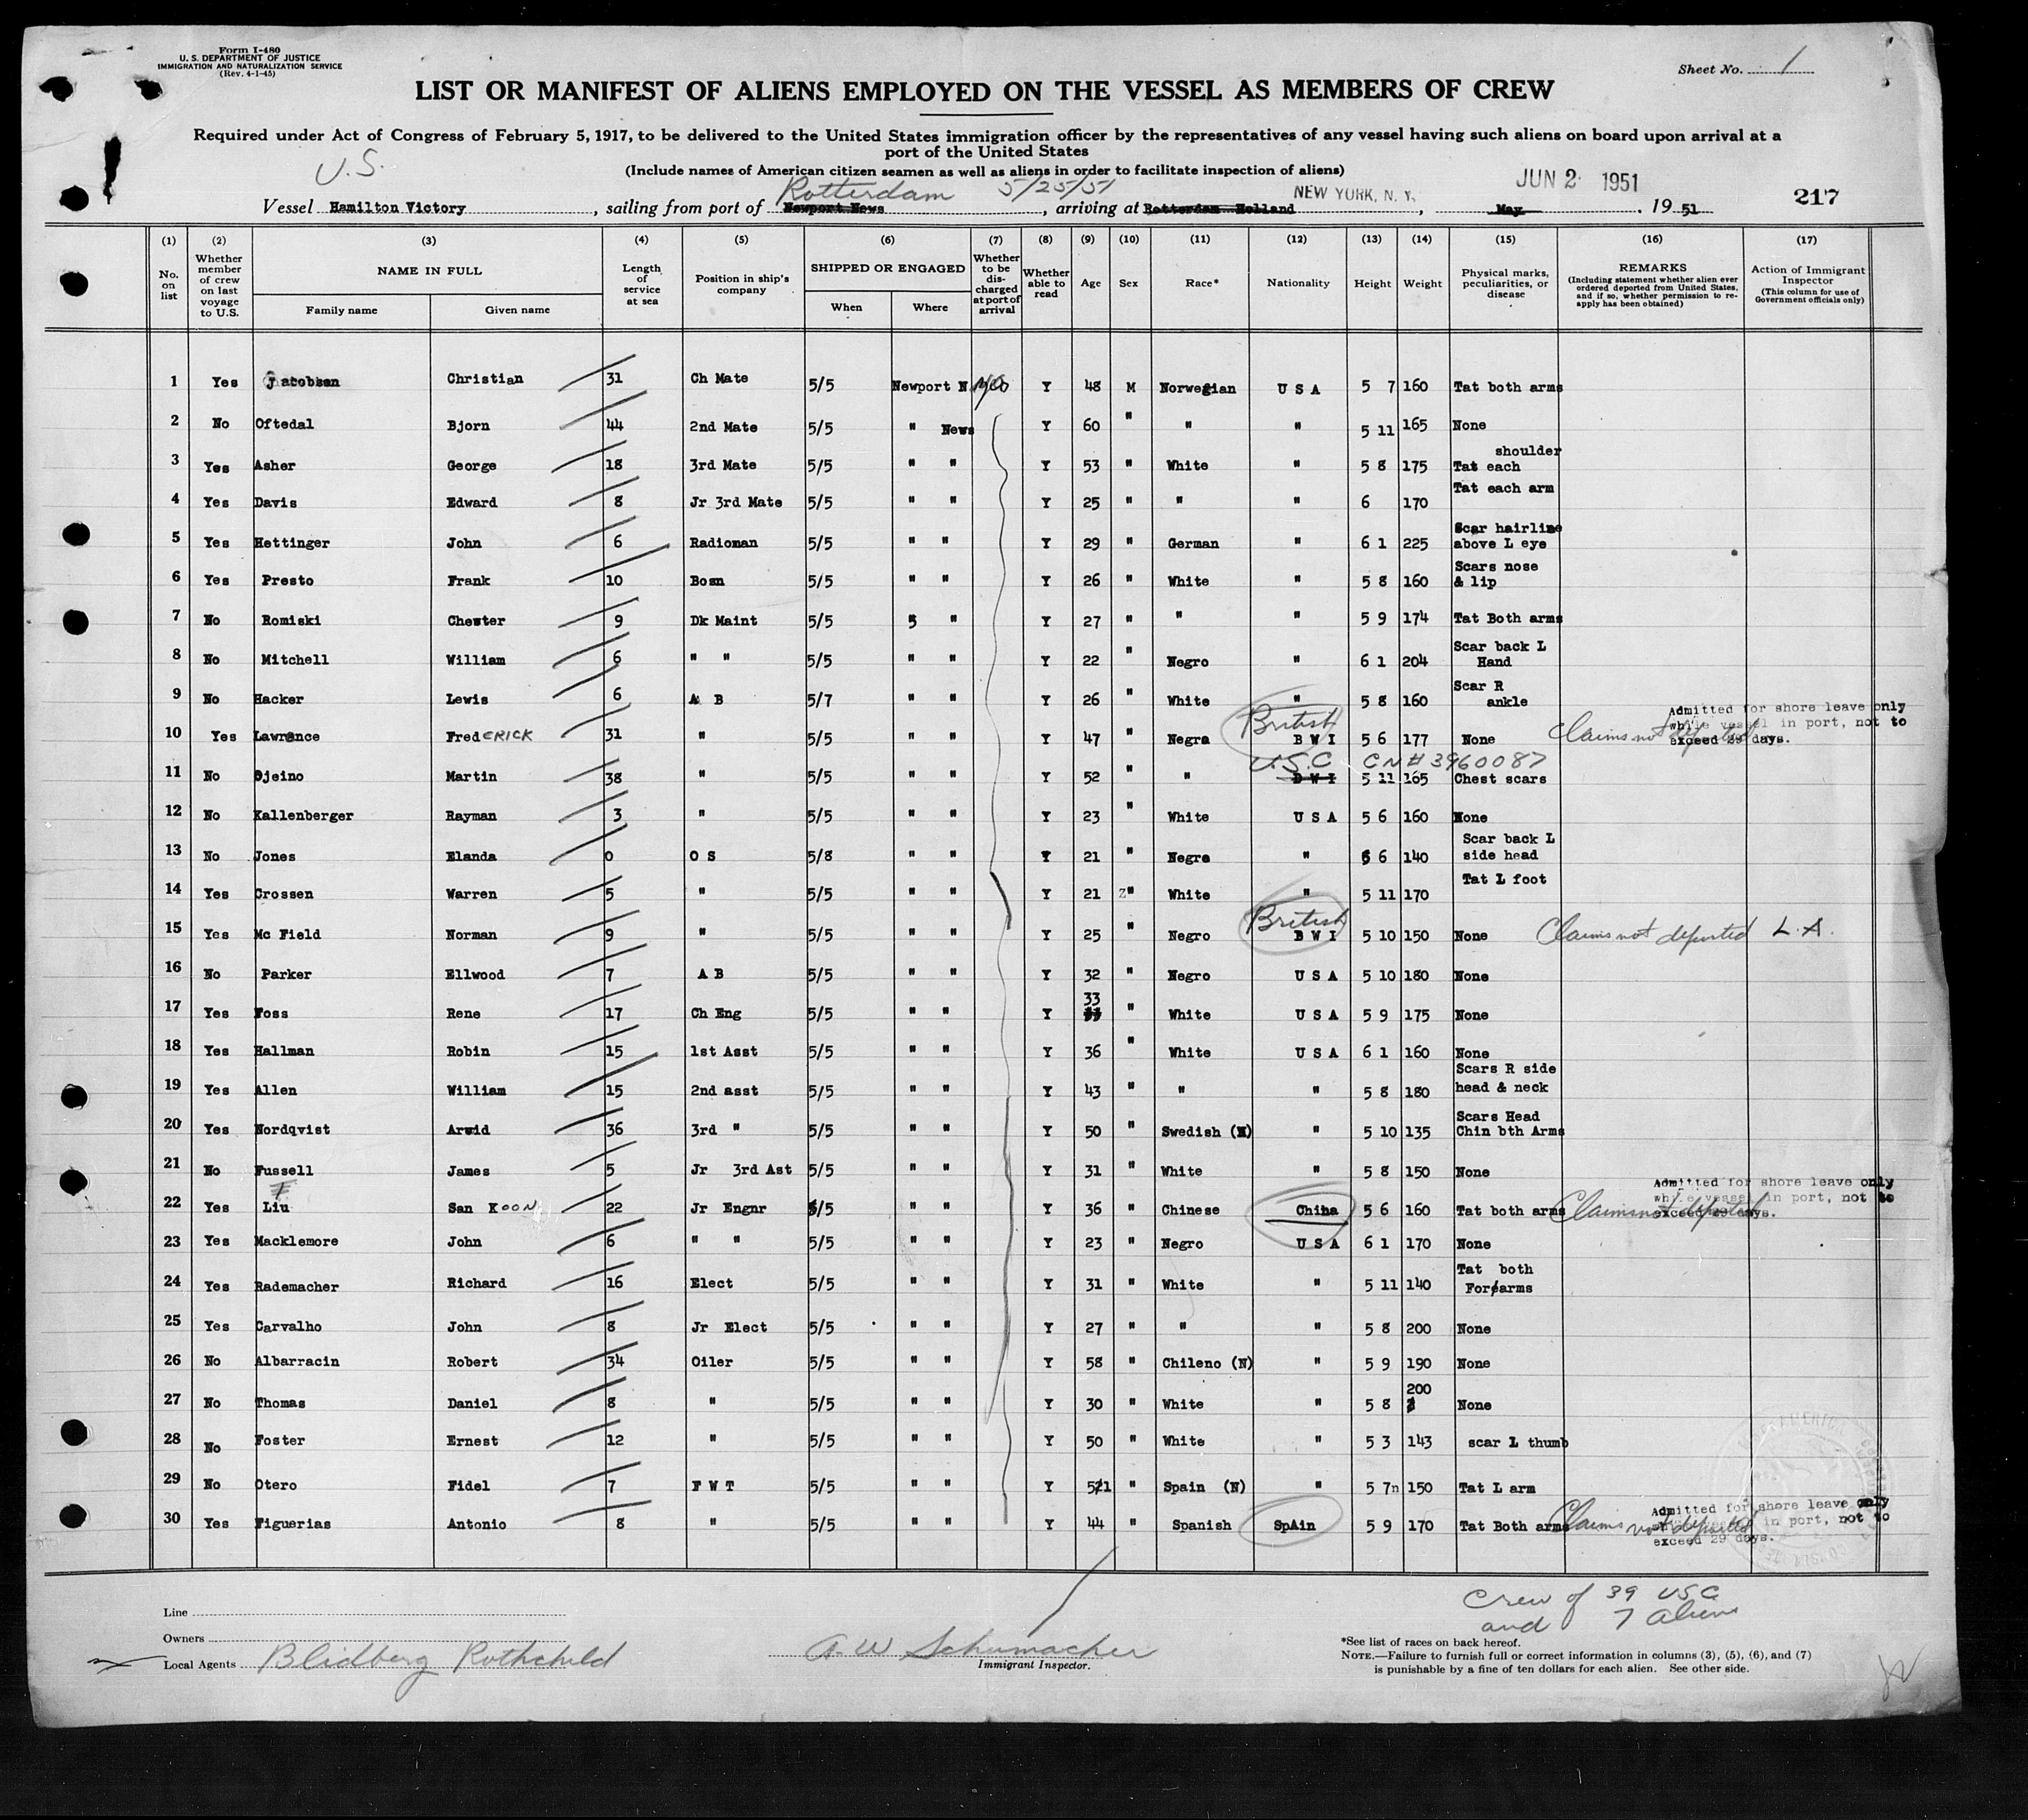 Form I-480
U. S. DEPARTMENT OF JUSTICE
IMMIGRATION AND NATURALIZATION SERVICE
(Rev. 4-1-45)
Sheet No. 1
LIST OR MANIFEST OF ALIENS EMPLOYED ON THE VESSEL AS MEMBERS OF CREW
Required under Act of Congress of February 5, 1917, to be delivered to the United States immigration officer by the representatives of any vessel having such aliens on board upon arrival at a
port of the United States
(Include names of American citizen seamen as well as aliens in order to facilitate inspection of aliens)
U.S. Rotterdam 5/25/51 NEW YORK, N. Y. JUN 2 1951 217
Vessel Hamilton Victory, sailing from port of Newport News, arriving at Rotterdam Holland, May, 19 51
(1) (2) (3) (4) (5) (6) (7) (8) (9) (10) (11) (12) (13) (14) (15) (16) (17)
No. on list Whether member of crew on last voyage to U.S. NAME IN FULL Family name Given name Length of service at sea Position in ship's company SHIPPED OR ENGAGED When Where Whether to be discharged at port of arrival Whether able to read Age Sex Race* Nationality Height Weight Physical marks, peculiarities, or disease REMARKS (Including statement whether alien ever ordered deported from United States, and if so, whether permission to reapply has been obtained) Action of Immigrant Inspector (This column for use of Government officials only)
1 Yes Jacobsen Christian 31 Ch Mate 5/5 Newport N No Y 48 M Norwegian U S A 5 7 160 Tat both arms
2 No Oftedal Bjorn 44 2nd Mate 5/5 " News Y 60 " " " 5 11 165 None
3 Yes Asher George 18 3rd Mate 5/5 " " Y 53 " White " 5 8 175 Tat each shoulder
4 Yes Davis Edward 8 Jr 3rd Mate 5/5 " " Y 25 " " " 6 170 Tat each arm
5 Yes Hettinger John 6 Radioman 5/5 " " Y 29 " German " 6 1 225 Scar hairline above L eye
6 Yes Presto Frank 10 Bosn 5/5 " " Y 26 " White " 5 8 160 Scars nose & lip
7 No Romiski Chester 9 Dk Maint 5/5 " " Y 27 " " " 5 9 174 Tat Both arms
8 No Mitchell William 6 " " 5/5 " " Y 22 " Negro " 6 1 204 Scar back L Hand
9 No Hacker Lewis 6 A B 5/7 " " Y 26 " White " 5 8 160 Scar R ankle
10 Yes Lawrance FredERICK 31 " 5/5 " " Y 47 " Negra British B W I 5 6 177 None Claims not deported Admitted for shore leave only while vessel in port, not to exceed 29 days.
11 No Djeino Martin 38 " 5/5 " " Y 52 " " U.S.C CN# 3960087 B W I 5 11 165 Chest scars
12 No Kallenberger Rayman 3 " 5/5 " " Y 23 " White U S A 5 6 160 None
13 No Jones Elanda 0 O S 5/8 " " Y 21 " Negro " 6 6 140 Scar back L side head
14 Yes Crossen Warren 5 " 5/5 " " Y 21 " White " 5 11 170 Tat L foot
15 Yes Mc Field Norman 9 " 5/5 " " Y 25 " Negro British B W I 5 10 150 None Claims not deported L.A.
16 No Parker Ellwood 7 A B 5/5 " " Y 32 " Negro U S A 5 10 180 None
17 Yes Foss Rene 17 Ch Eng 5/5 " " Y 33 " White U S A 5 9 175 None
18 Yes Hallman Robin 15 1st Asst 5/5 " " Y 36 " White U S A 6 1 160 None
19 Yes Allen William 15 2nd asst 5/5 " " Y 43 " " " 5 8 180 Scars R side head & neck
20 Yes Nordqvist Arwid 36 3rd " 5/5 " " Y 50 " Swedish (N) " 5 10 135 Scars Head Chin bth Arms
21 No Fussell James 5 Jr 3rd Ast 5/5 " " Y 31 " White " 5 8 150 None
22 Yes Liu San KOON 22 Jr Engnr 5/5 " " Y 36 " Chinese China 5 6 160 Tat both arms Claims not deported Admitted for shore leave only while vessel in port, not to exceed 29 days.
23 Yes Macklemore John 6 " " 5/5 " " Y 23 " Negro U S A 6 1 170 None
24 Yes Rademacher Richard 16 Elect 5/5 " " Y 31 " White " 5 11 140 Tat both Forearms
25 Yes Carvalho John 8 Jr Elect 5/5 " " Y 27 " " " 5 8 200 None
26 No Albarracin Robert 34 Oiler 5/5 " " Y 58 " Chileno (N) " 5 9 190 None
27 No Thomas Daniel 8 " 5/5 " " Y 30 " White " 5 8 200 None
28 No Foster Ernest 12 " 5/5 " " Y 50 " White " 5 3 143 scar L thumb
29 No Otero Fidel 7 F W T 5/5 " " Y 51 " Spain (N) " 5 7 150 Tat L arm
30 Yes Figuerias Antonio 8 " 5/5 " " Y 44 " Spanish SpAin 5 9 170 Tat Both arms Claims not deported Admitted for shore leave only while vessel in port, not to exceed 29 days.
Crew of 39 USC
and 7 aliens
Line
Owners
Local Agents Blidberg Rothchild
A. W Schumacher
Immigrant Inspector.
*See list of races on back hereof.
NOTE.—Failure to furnish full or correct information in columns (3), (5), (6), and (7)
is punishable by a fine of ten dollars for each alien. See other side.